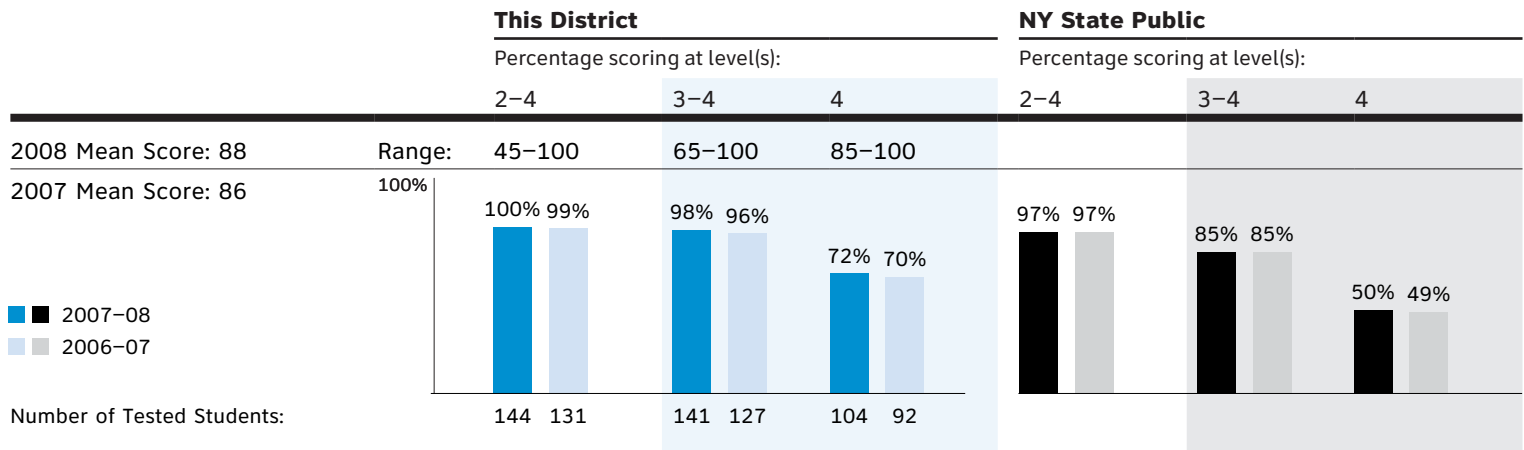 This District NY State Public
Percentage scoring at level(s): Percentage scoring at level(s):
2–4 3–4 4 2–4 3–4 4
2008 Mean Score: 88 Range: 45–100 65–100 85–100
2007 Mean Score: 86 100%
100% 99% 98% 96% 72% 70% 97% 97% 85% 85% 50% 49%
2007–08
2006–07
Number of Tested Students: 144 131 141 127 104 92